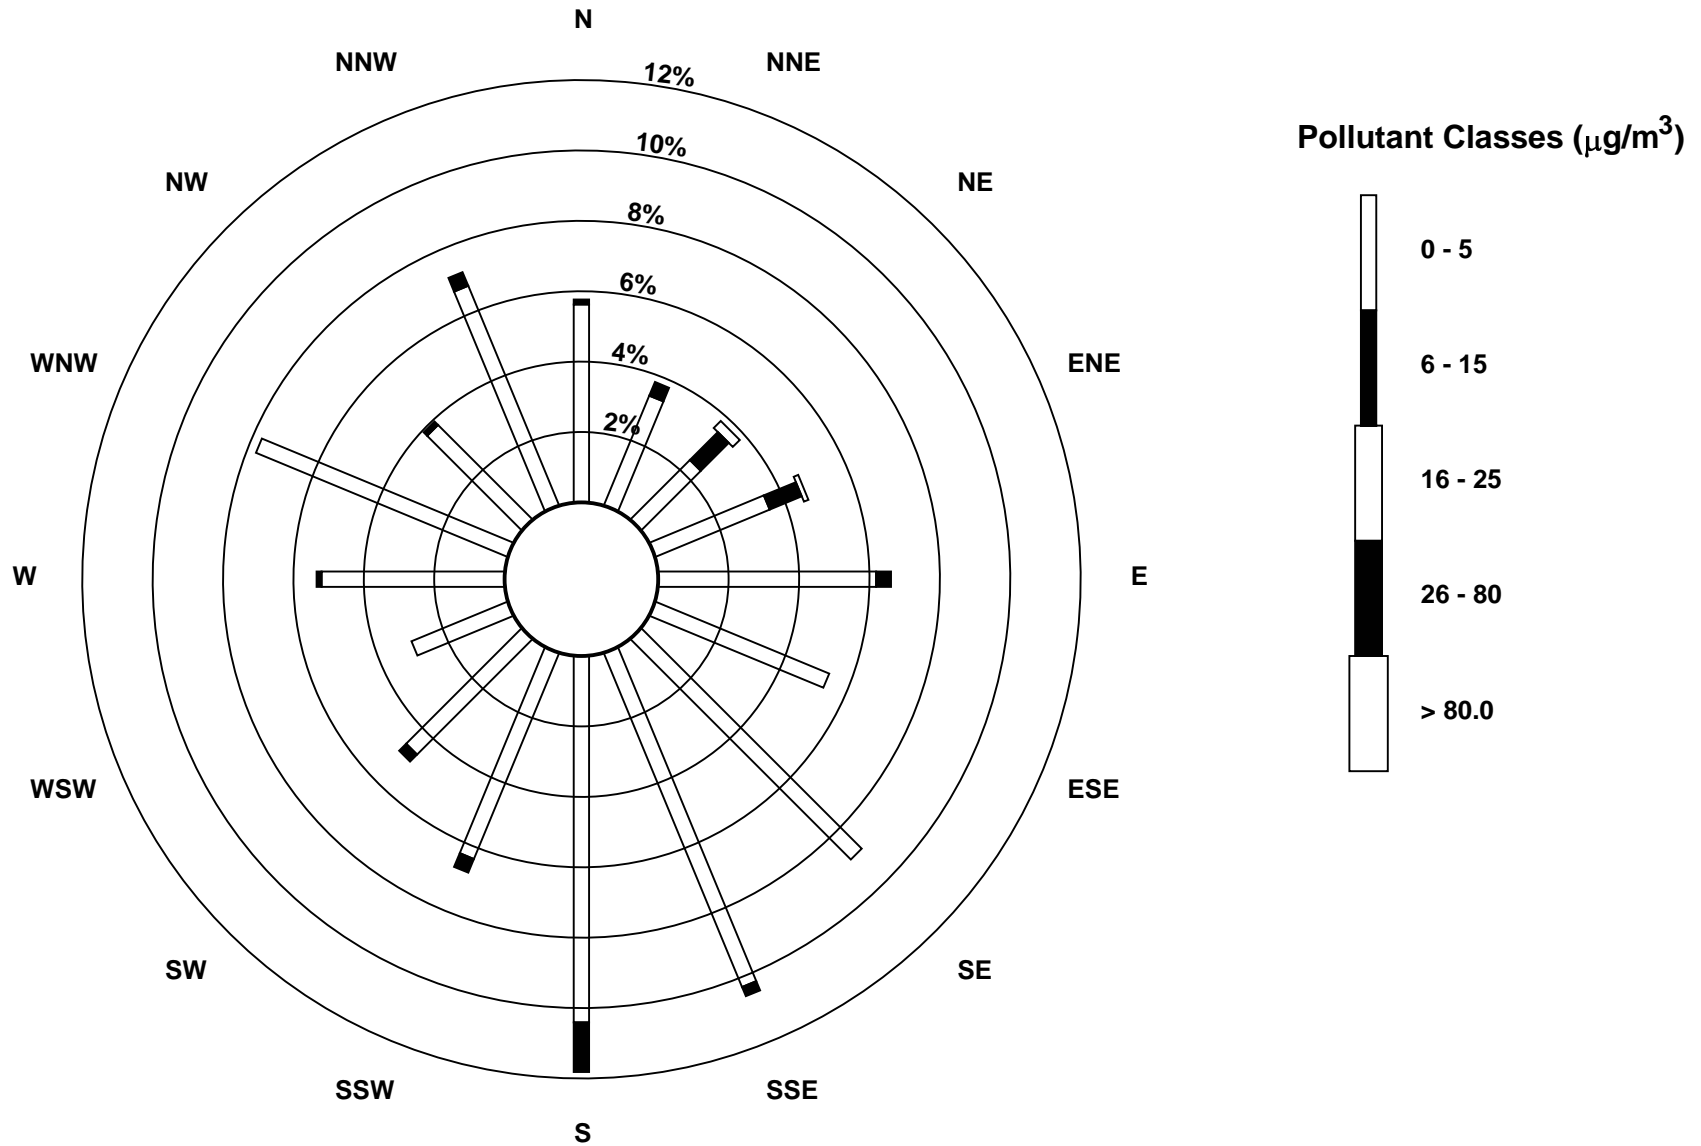 N
NNW
NNE
12%
10%
NW
NE
8%
6%
4%
WNW
ENE
2%
W
E
WSW
ESE
SW
SE
SSW
SSE
S
Pollutant Classes (μg/m³)
0 - 5
6 - 15
16 - 25
26 - 80
> 80.0